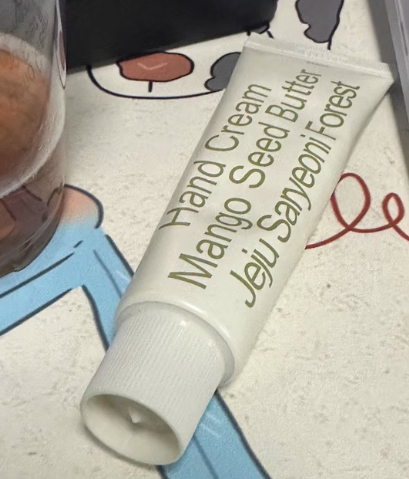 Hand Cream
Mango Seed Butter
Jeju Saryeoni Forest